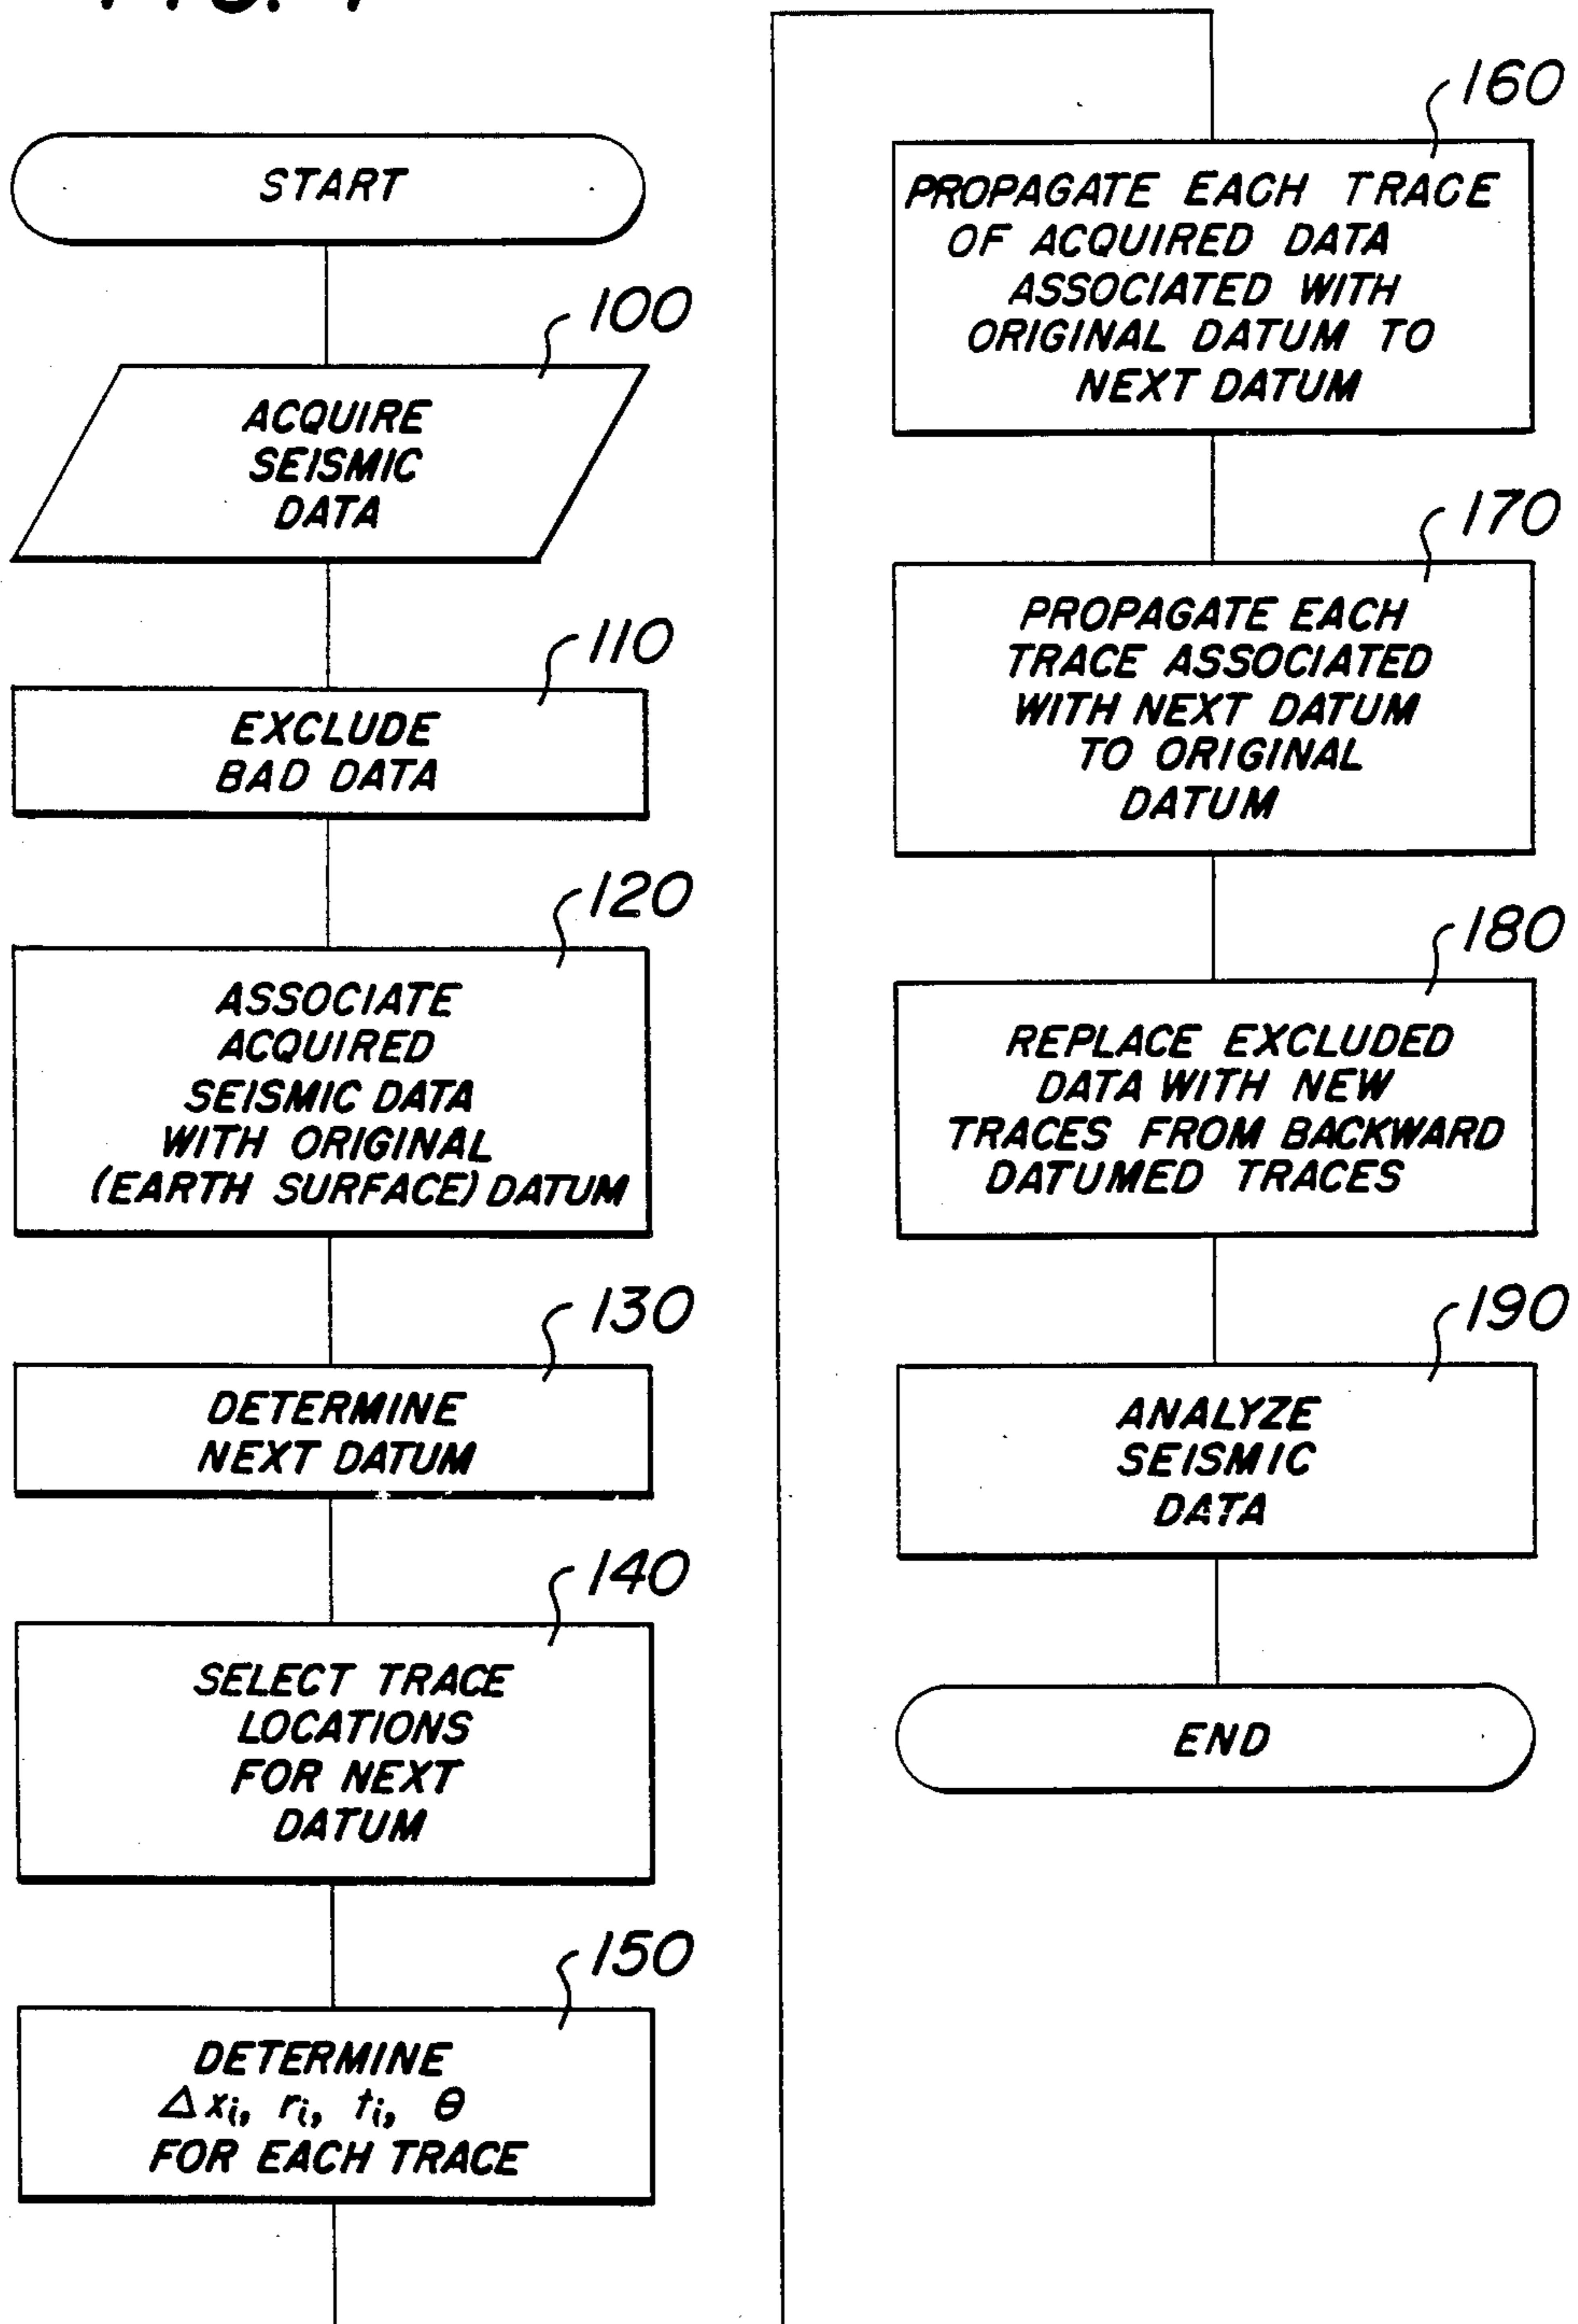 START
100
ACQUIRE
SEISMIC
DATA
110
EXCLUDE
BAD DATA
120
ASSOCIATE
ACQUIRED
SEISMIC DATA
WITH ORIGINAL
(EARTH SURFACE) DATUM
130
DETERMINE
NEXT DATUM
140
SELECT TRACE
LOCATIONS
FOR NEXT
DATUM
150
DETERMINE
Δxi, ri, ti, θ
FOR EACH TRACE
160
PROPAGATE EACH TRACE
OF ACQUIRED DATA
ASSOCIATED WITH
ORIGINAL DATUM TO
NEXT DATUM
170
PROPAGATE EACH
TRACE ASSOCIATED
WITH NEXT DATUM
TO ORIGINAL
DATUM
180
REPLACE EXCLUDED
DATA WITH NEW
TRACES FROM BACKWARD
DATUMED TRACES
190
ANALYZE
SEISMIC
DATA
END